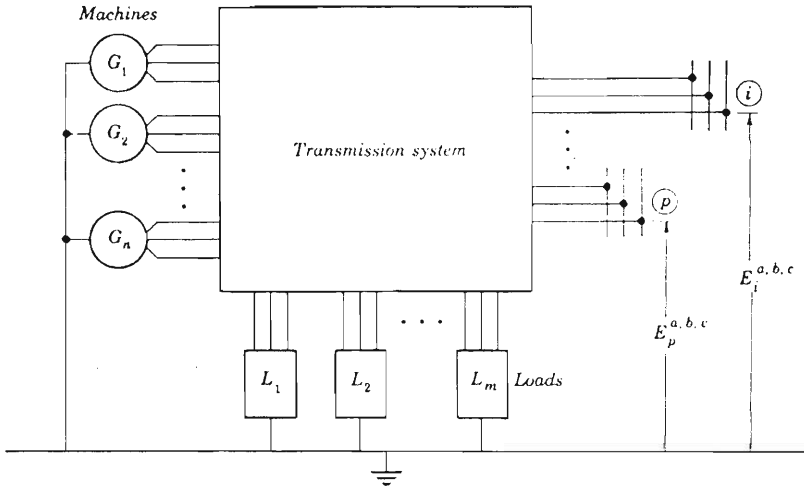 Machines
G₁
G₂
Gₙ
Transmission system
i
p
E_i^{a,b,c}
E_p^{a,b,c}
L₁
L₂
Lₘ
Loads